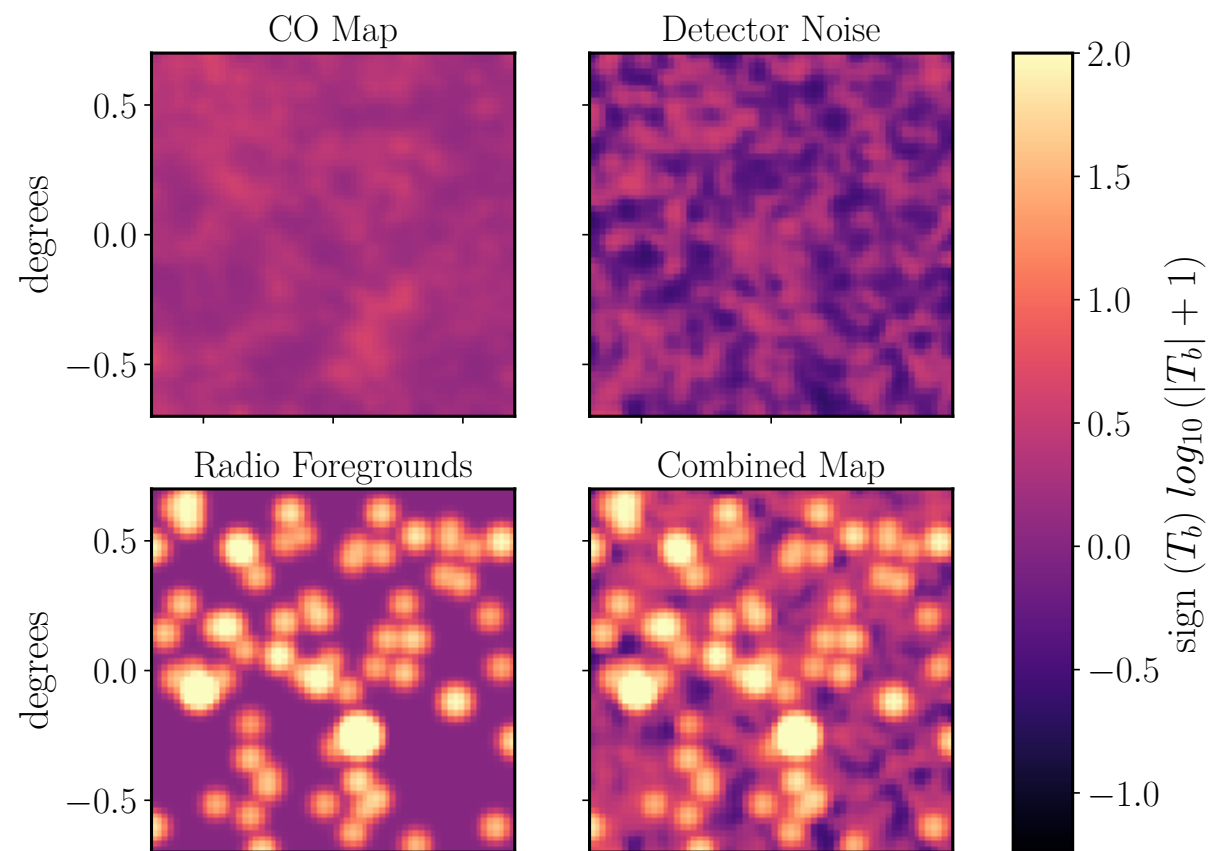 CO Map
Detector Noise
degrees
0.5
0.0
−0.5
Radio Foregrounds
Combined Map
degrees
0.5
0.0
−0.5
2.0
1.5
1.0
0.5
0.0
−0.5
−1.0
sign (T_b) log_{10} (|T_b| + 1)